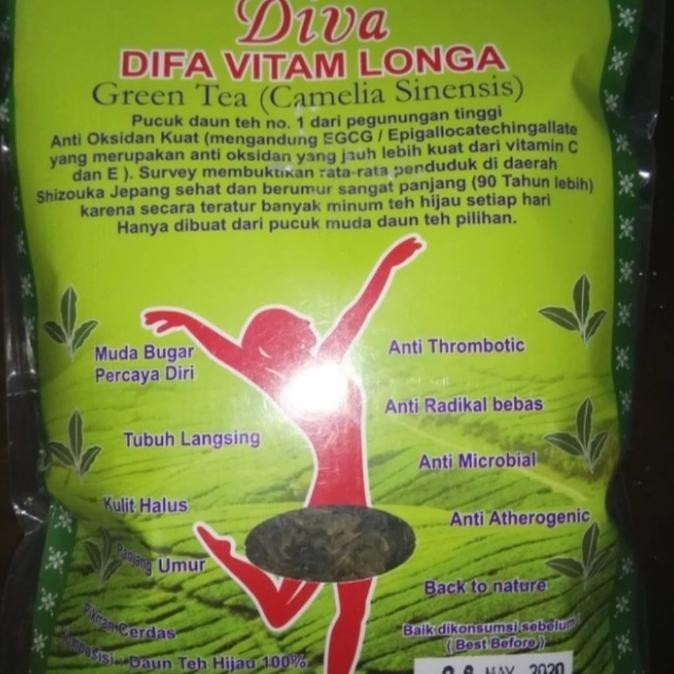 Diva
DIFA VITAM LONGA
Green Tea (Camelia Sinensis)
Pucuk daun teh no. 1 dari pegunungan tinggi
Anti Oksidan Kuat (mengandung EGCG / Epigallocatechingallate
yang merupakan anti oksidan yang jauh lebih kuat dari vitamin C
dan E ). Survey membuktikan rata-rata penduduk di daerah
Shizouka Jepang sehat dan berumur sangat panjang (90 Tahun lebih)
karena secara teratur banyak minum teh hijau setiap hari
Hanya dibuat dari pucuk muda daun teh pilihan.
Muda Bugar
Percaya Diri
Tubuh Langsing
Kulit Halus
Panjang Umur
Pikiran Cerdas
Komposisi : Daun Teh Hijau 100%
Anti Thrombotic
Anti Radikal bebas
Anti Microbial
Anti Atherogenic
Back to nature
Baik dikonsumsi sebelum
( Best Before )
MAY 2020